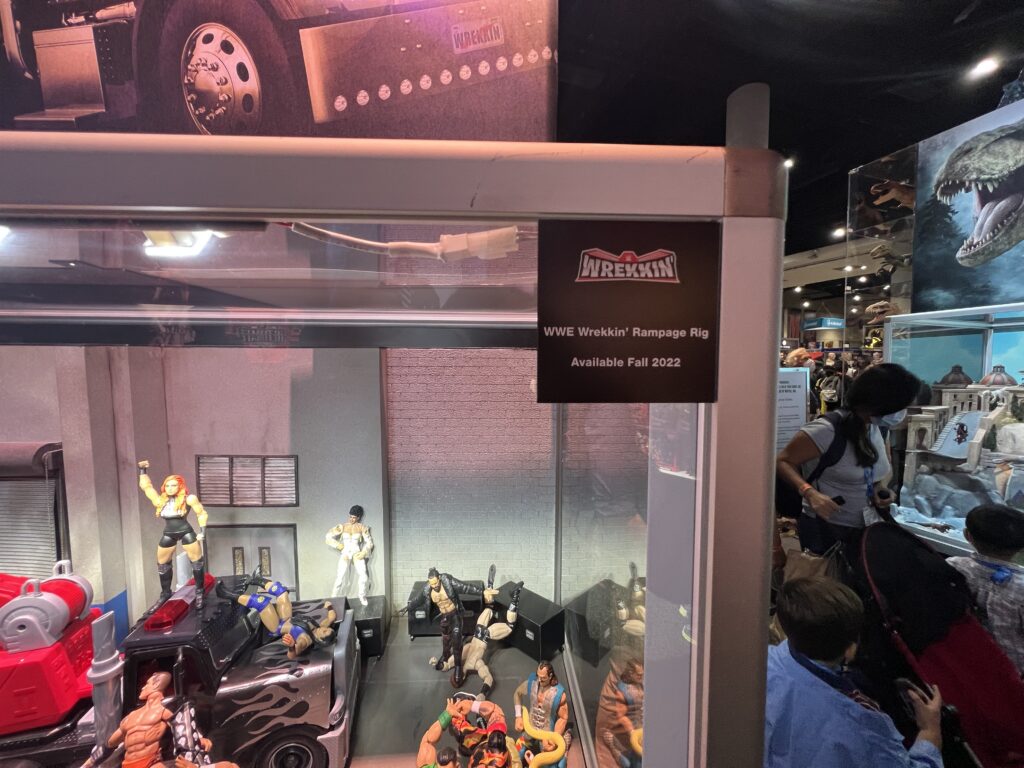 WREKKIN'
WREKKIN'
WWE Wrekkin' Rampage Rig
Available Fall 2022